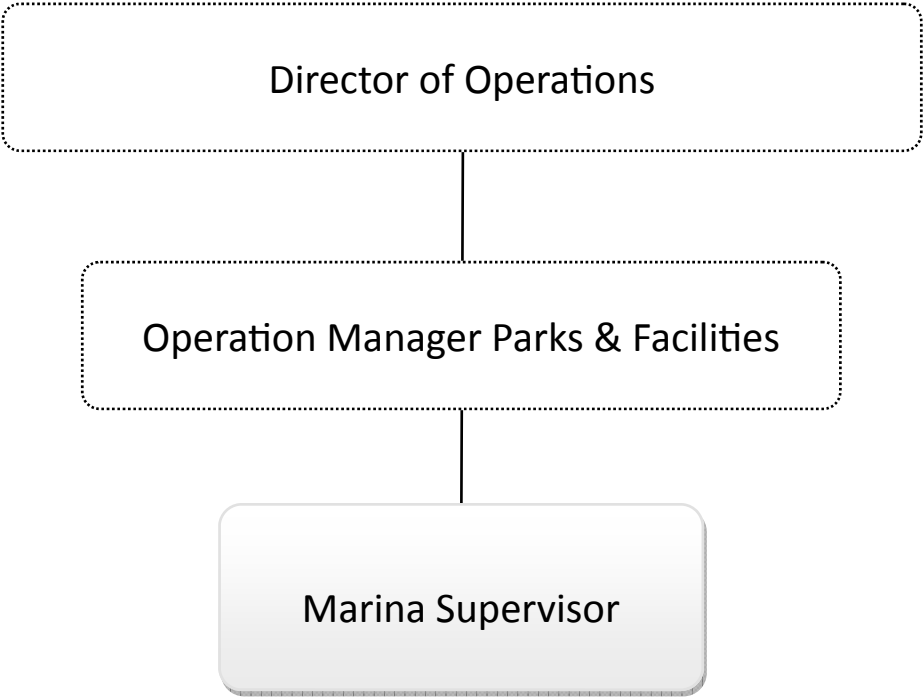 Director of Operations
Operation Manager Parks & Facilities
Marina Supervisor